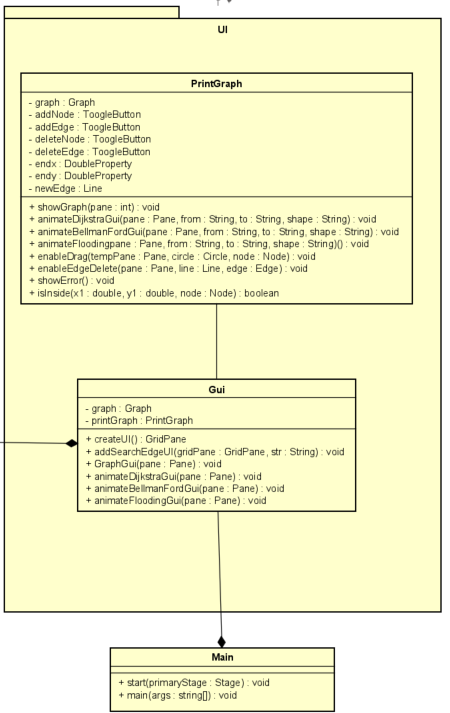 UI
PrintGraph
- graph : Graph
- addNode : ToogleButton
- addEdge : ToogleButton
- deleteNode : ToogleButton
- deleteEdge : ToogleButton
- endx : DoubleProperty
- endy : DoubleProperty
- newEdge : Line
+ showGraph(pane : int) : void
+ animateDijkstraGui(pane : Pane, from : String, to : String, shape : String) : void
+ animateBellmanFordGui(pane : Pane, from : String, to : String, shape : String) : void
+ animateFloodingpane : Pane, from : String, to : String, shape : String)() : void
+ enableDrag(tempPane : Pane, circle : Circle, node : Node) : void
+ enableEdgeDelete(pane : Pane, line : Line, edge : Edge) : void
+ showError() : void
+ isInside(x1 : double, y1 : double, node : Node) : boolean
Gui
- graph : Graph
- printGraph : PrintGraph
+ createUI() : GridPane
+ addSearchEdgeUI(gridPane : GridPane, str : String) : void
+ GraphGui(pane : Pane) : void
+ animateDijkstraGui(pane : Pane) : void
+ animateBellmanFordGui(pane : Pane) : void
+ animateFloodingGui(pane : Pane) : void
Main
+ start(primaryStage : Stage) : void
+ main(args : string[]) : void